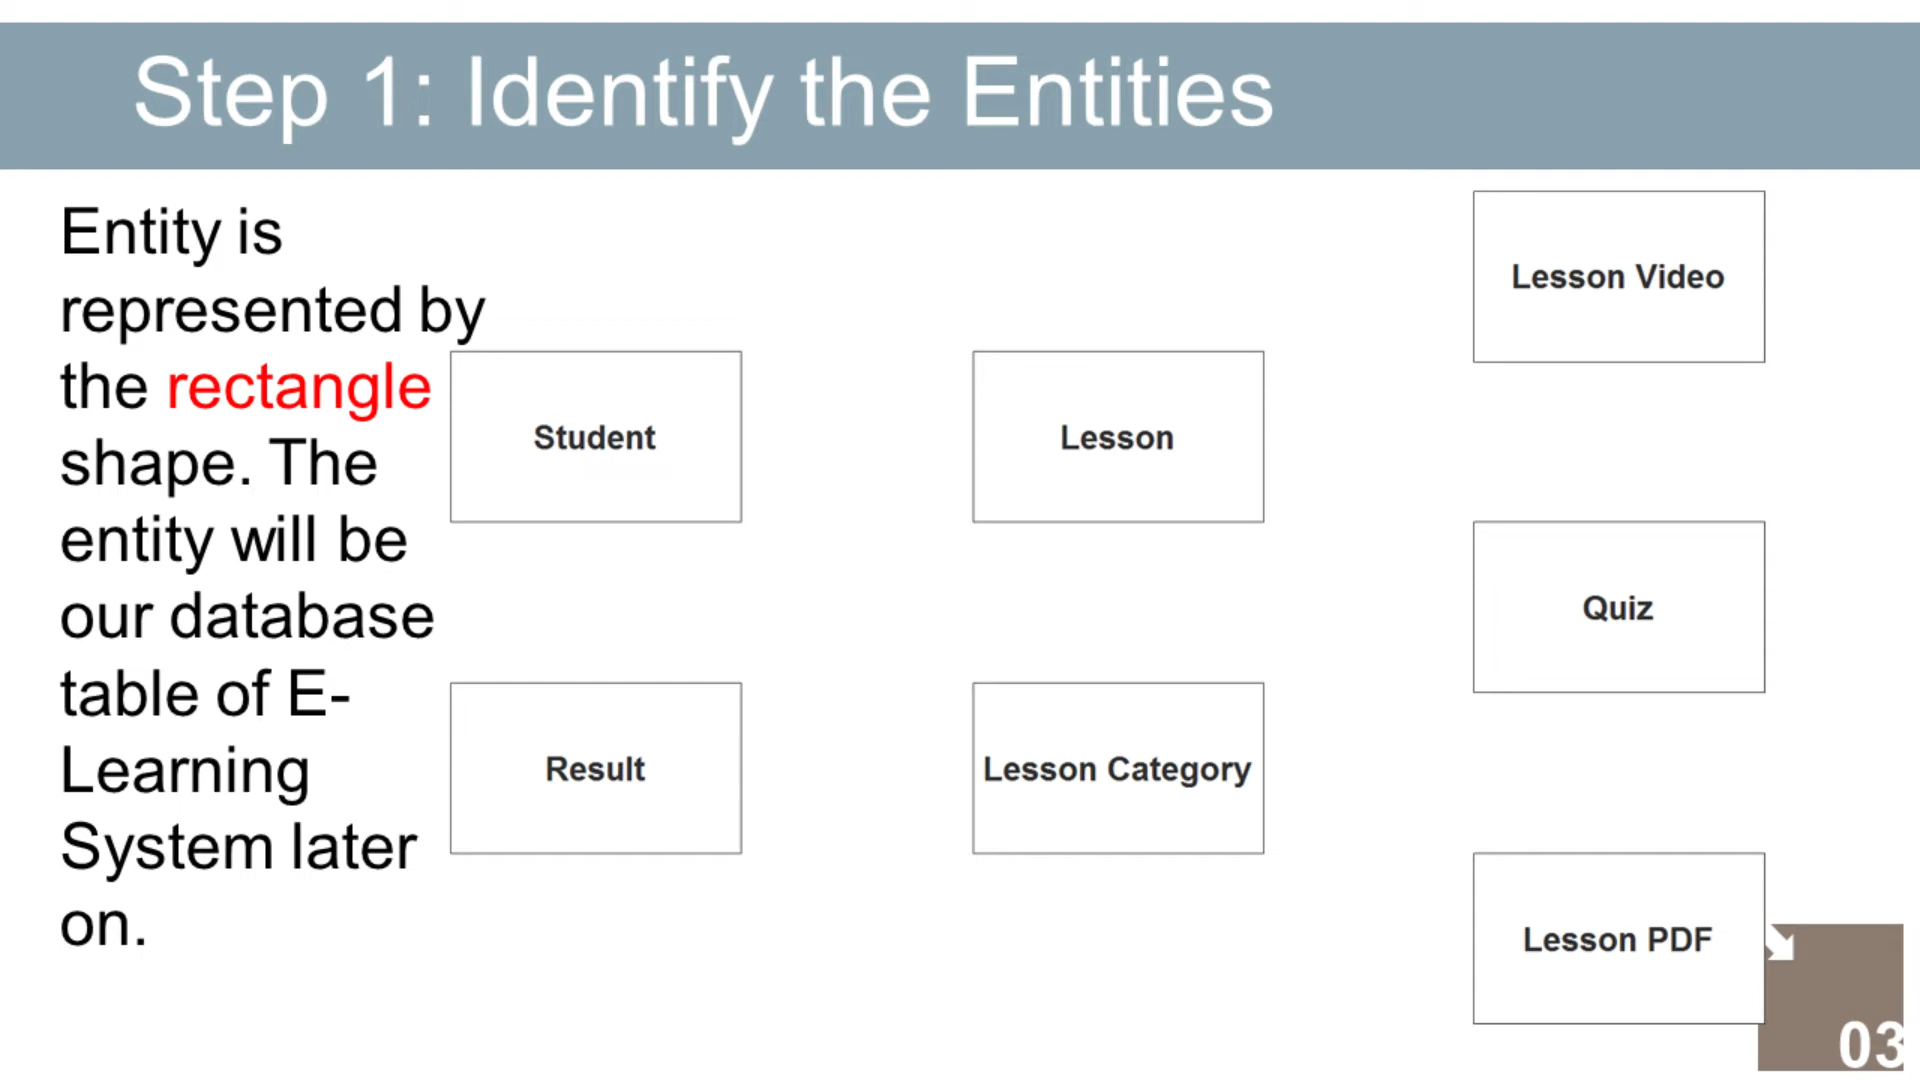 Step 1: Identify the Entities
Entity is
represented by
the rectangle
shape. The
entity will be
our database
table of E-
Learning
System later
on.
Lesson Video
Student
Lesson
Quiz
Result
Lesson Category
Lesson PDF
03